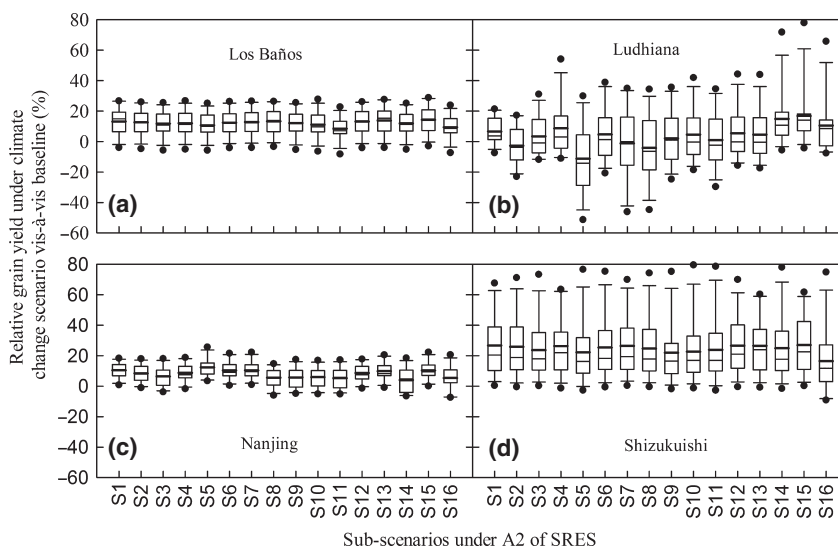 80
60
40
20
0
−20
−40
−60
Los Baños
(a)
Ludhiana
(b)
80
60
40
20
0
−20
−40
−60
Nanjing
(c)
Shizukuishi
(d)
Relative grain yield under climate
change scenario vis-à-vis baseline (%)
S1 S2 S3 S4 S5 S6 S7 S8 S9 S10 S11 S12 S13 S14 S15 S16
S1 S2 S3 S4 S5 S6 S7 S8 S9 S10 S11 S12 S13 S14 S15 S16
Sub-scenarios under A2 of SRES